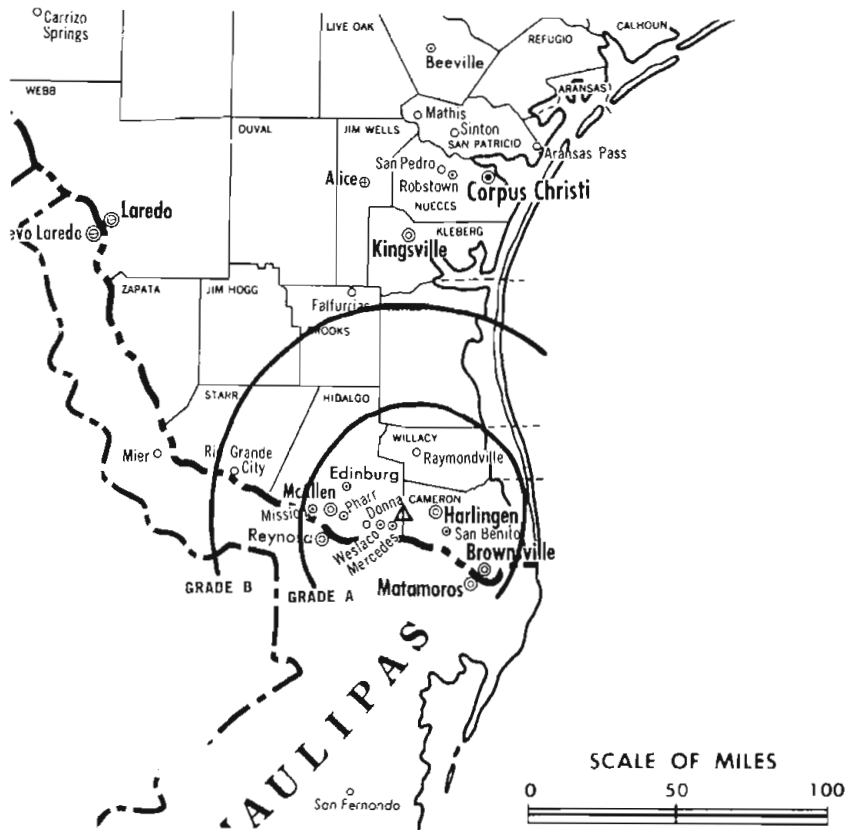 Carrizo
Springs
LIVE OAK
CALHOUN
REFUGIO
Beeville
WEBB
ARANSAS
Mathis
Sinton
DUVAL
JIM WELLS
SAN PATRICIO
Aransas Pass
San Pedro
Alice
Robstown
Corpus Christi
NUECES
Laredo
evo Laredo
KLEBERG
Kingsville
ZAPATA
JIM HOGG
Falfurrias
BROOKS
STARR
HIDALGO
WILLACY
Mier
Rio Grande
City
Raymondville
Edinburg
McAllen
CAMERON
Mission
Pharr
Donna
Harlingen
San Benito
Reynosa
Weslaco
Mercedes
Brownsville
GRADE B
GRADE A
Matamoros
AULIPAS
San Fernando
SCALE OF MILES
0 50 100